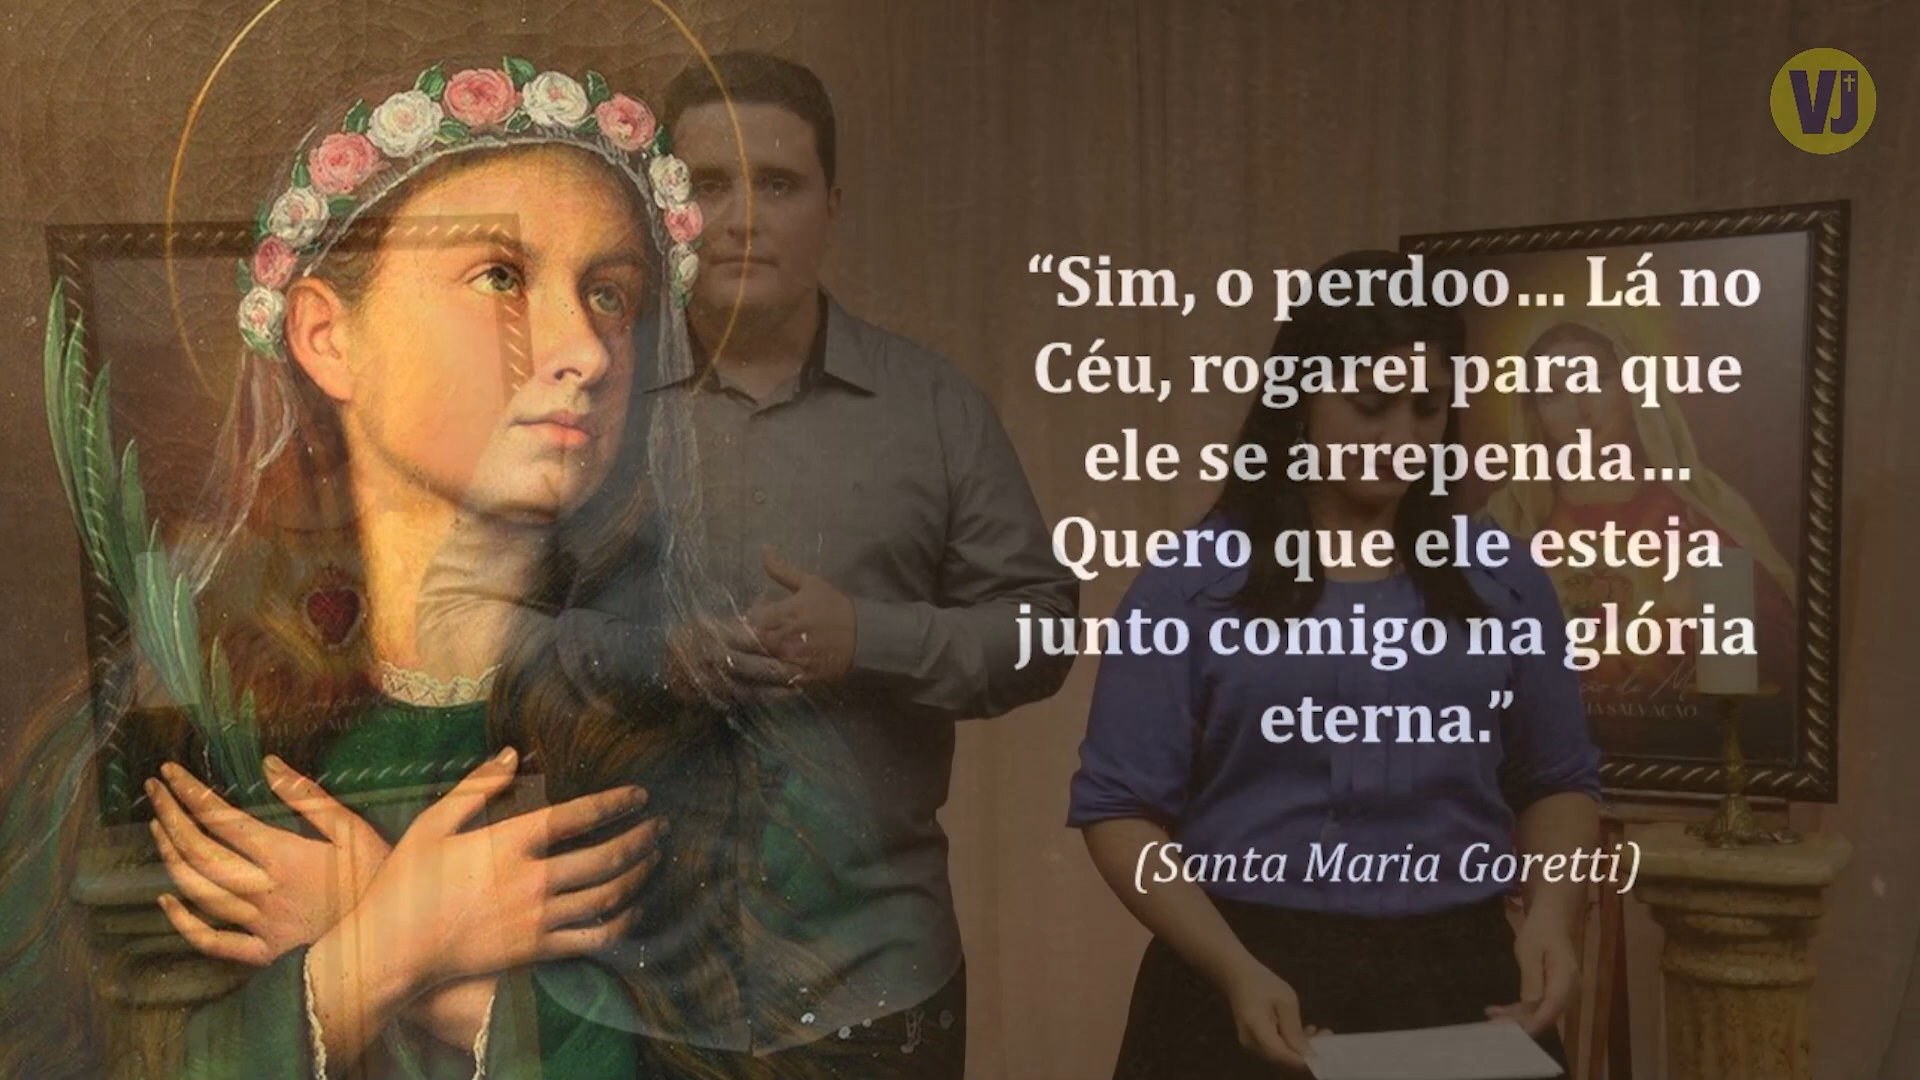 VJ
“Sim, o perdoo... Lá no
Céu, rogarei para que
ele se arrependa...
Quero que ele esteja
junto comigo na glória
eterna.”
SALVAÇÃO
(Santa Maria Goretti)